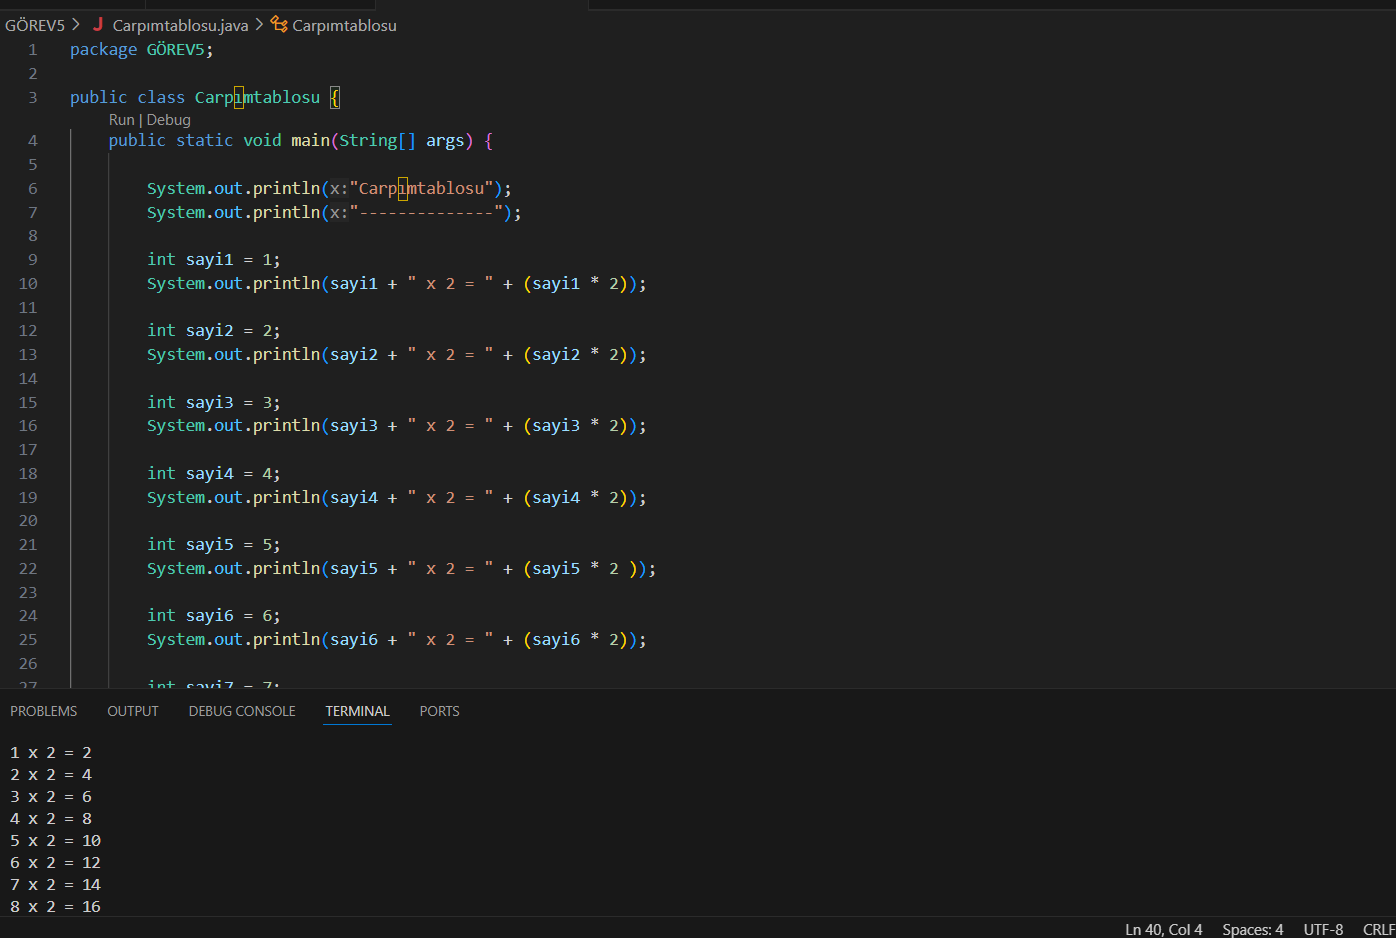 GÖREV5 > J Carpımtablosu.java > Carpımtablosu
1 package GÖREV5;
2
3 public class Carpımtablosu {
Run | Debug
4 public static void main(String[] args) {
5
6 System.out.println(x:"Carpımtablosu");
7 System.out.println(x:"--------------");
8
9 int sayi1 = 1;
10 System.out.println(sayi1 + " x 2 = " + (sayi1 * 2));
11
12 int sayi2 = 2;
13 System.out.println(sayi2 + " x 2 = " + (sayi2 * 2));
14
15 int sayi3 = 3;
16 System.out.println(sayi3 + " x 2 = " + (sayi3 * 2));
17
18 int sayi4 = 4;
19 System.out.println(sayi4 + " x 2 = " + (sayi4 * 2));
20
21 int sayi5 = 5;
22 System.out.println(sayi5 + " x 2 = " + (sayi5 * 2 ));
23
24 int sayi6 = 6;
25 System.out.println(sayi6 + " x 2 = " + (sayi6 * 2));
26
27 int sayi7 = 7;
PROBLEMS OUTPUT DEBUG CONSOLE TERMINAL PORTS
1 x 2 = 2
2 x 2 = 4
3 x 2 = 6
4 x 2 = 8
5 x 2 = 10
6 x 2 = 12
7 x 2 = 14
8 x 2 = 16
Ln 40, Col 4 Spaces: 4 UTF-8 CRLF